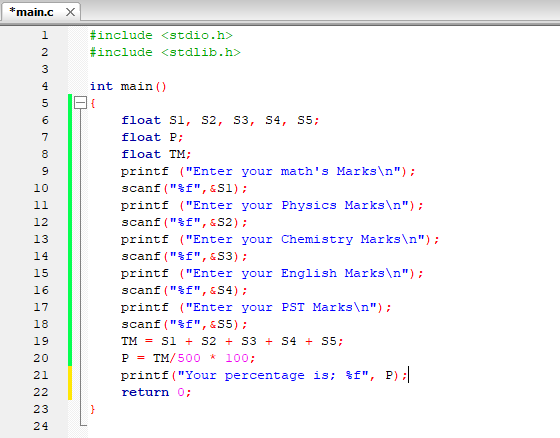 *main.c X
1 #include <stdio.h>
2 #include <stdlib.h>
3
4 int main()
5 {
6 float S1, S2, S3, S4, S5;
7 float P;
8 float TM;
9 printf ("Enter your math's Marks\n");
10 scanf("%f",&S1);
11 printf ("Enter your Physics Marks\n");
12 scanf("%f",&S2);
13 printf ("Enter your Chemistry Marks\n");
14 scanf("%f",&S3);
15 printf ("Enter your English Marks\n");
16 scanf("%f",&S4);
17 printf ("Enter your PST Marks\n");
18 scanf("%f",&S5);
19 TM = S1 + S2 + S3 + S4 + S5;
20 P = TM/500 * 100;
21 printf("Your percentage is; %f", P);
22 return 0;
23 }
24